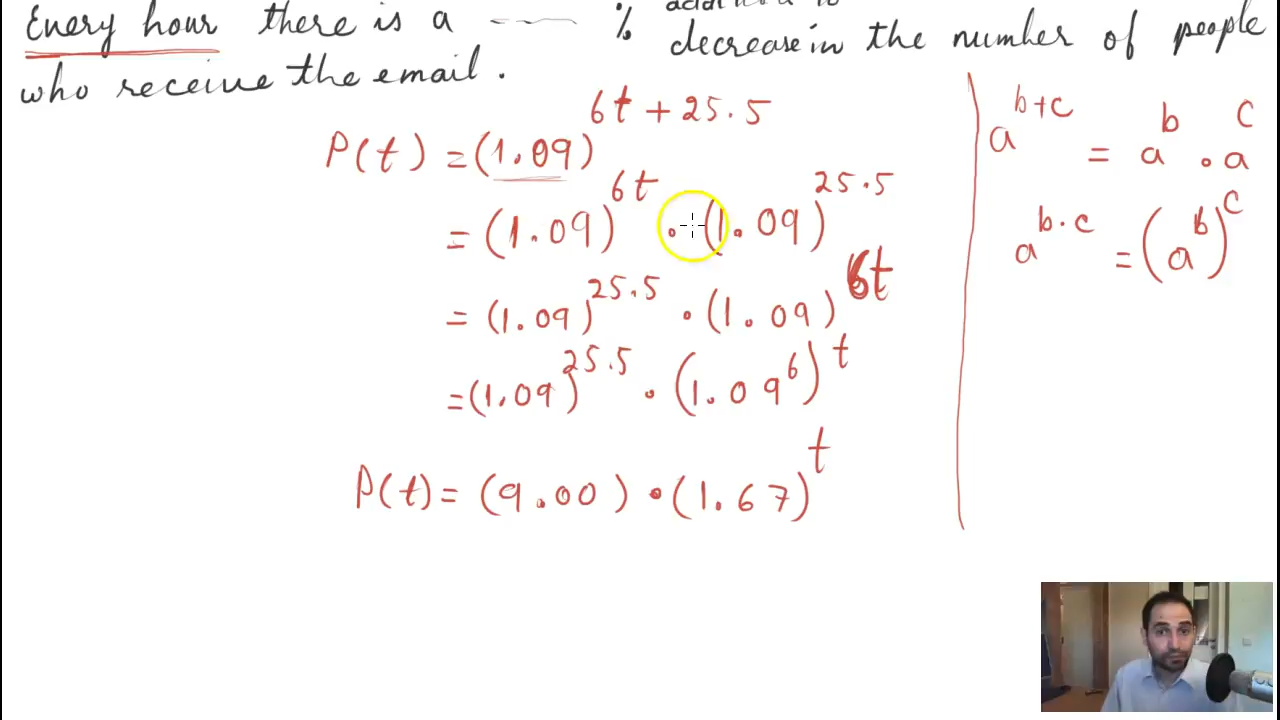 Every hour there is a ---- %
decrease in the number of people
who receive the email.
P(t) = (1.09)^{6t + 25.5}
= (1.09)^{6t} · (1.09)^{25.5}
= (1.09)^{25.5} · (1.09)^{6t}
= (1.09)^{25.5} · (1.09^6)^t
P(t) = (9.00) · (1.67)^t
a^{b+c} = a^b · a^c
a^{b·c} = (a^b)^c